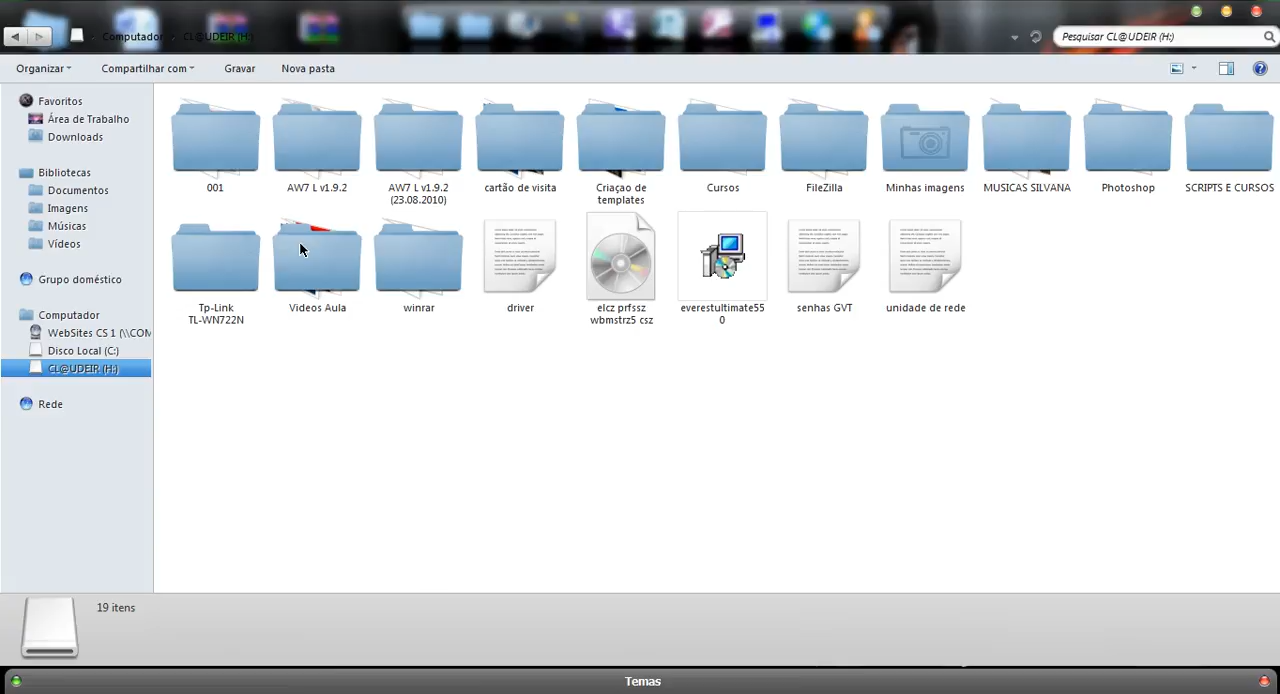 Computador CL@UDEIR (H:)
Pesquisar CL@UDEIR (H:)
Organizar Compartilhar com Gravar Nova pasta
Favoritos
Área de Trabalho
Downloads
Bibliotecas
Documentos
Imagens
Músicas
Vídeos
Grupo doméstico
Computador
WebSites CS 1 (\\CON
Disco Local (C:)
CL@UDEIR (H:)
Rede
001
AW7 L v1.9.2
AW7 L v1.9.2
(23.08.2010)
cartão de visita
Criaçao de
templates
Cursos
FileZilla
Minhas imagens
MUSICAS SILVANA
Photoshop
SCRIPTS E CURSOS
Tp-Link
TL-WN722N
Videos Aula
winrar
driver
elcz prfssz
wbmstrz5 csz
everestultimate55
0
senhas GVT
unidade de rede
19 itens
Temas